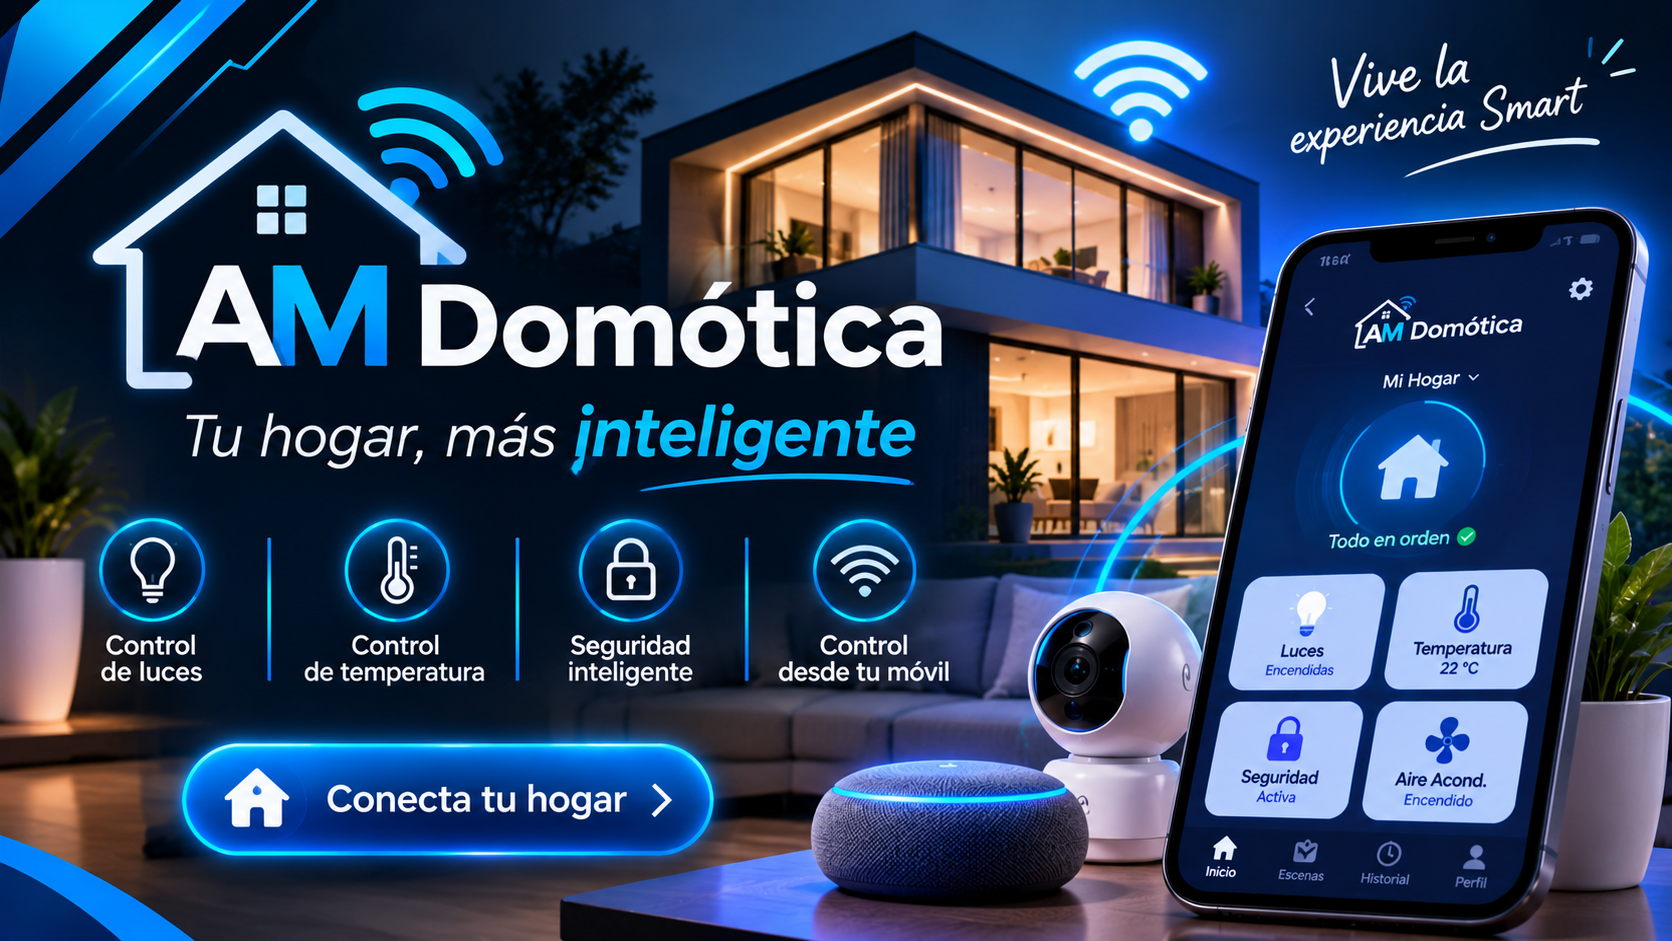 AM Domótica
Tu hogar, más inteligente
Control
de luces
Control
de temperatura
Seguridad
inteligente
Control
desde tu móvil
Conecta tu hogar
Vive la
experiencia Smart
AM Domótica
Mi Hogar
Todo en orden
Luces
Encendidas
Temperatura
22 °C
Seguridad
Activa
Aire Acond.
Encendido
Inicio
Escenas
Historial
Perfil